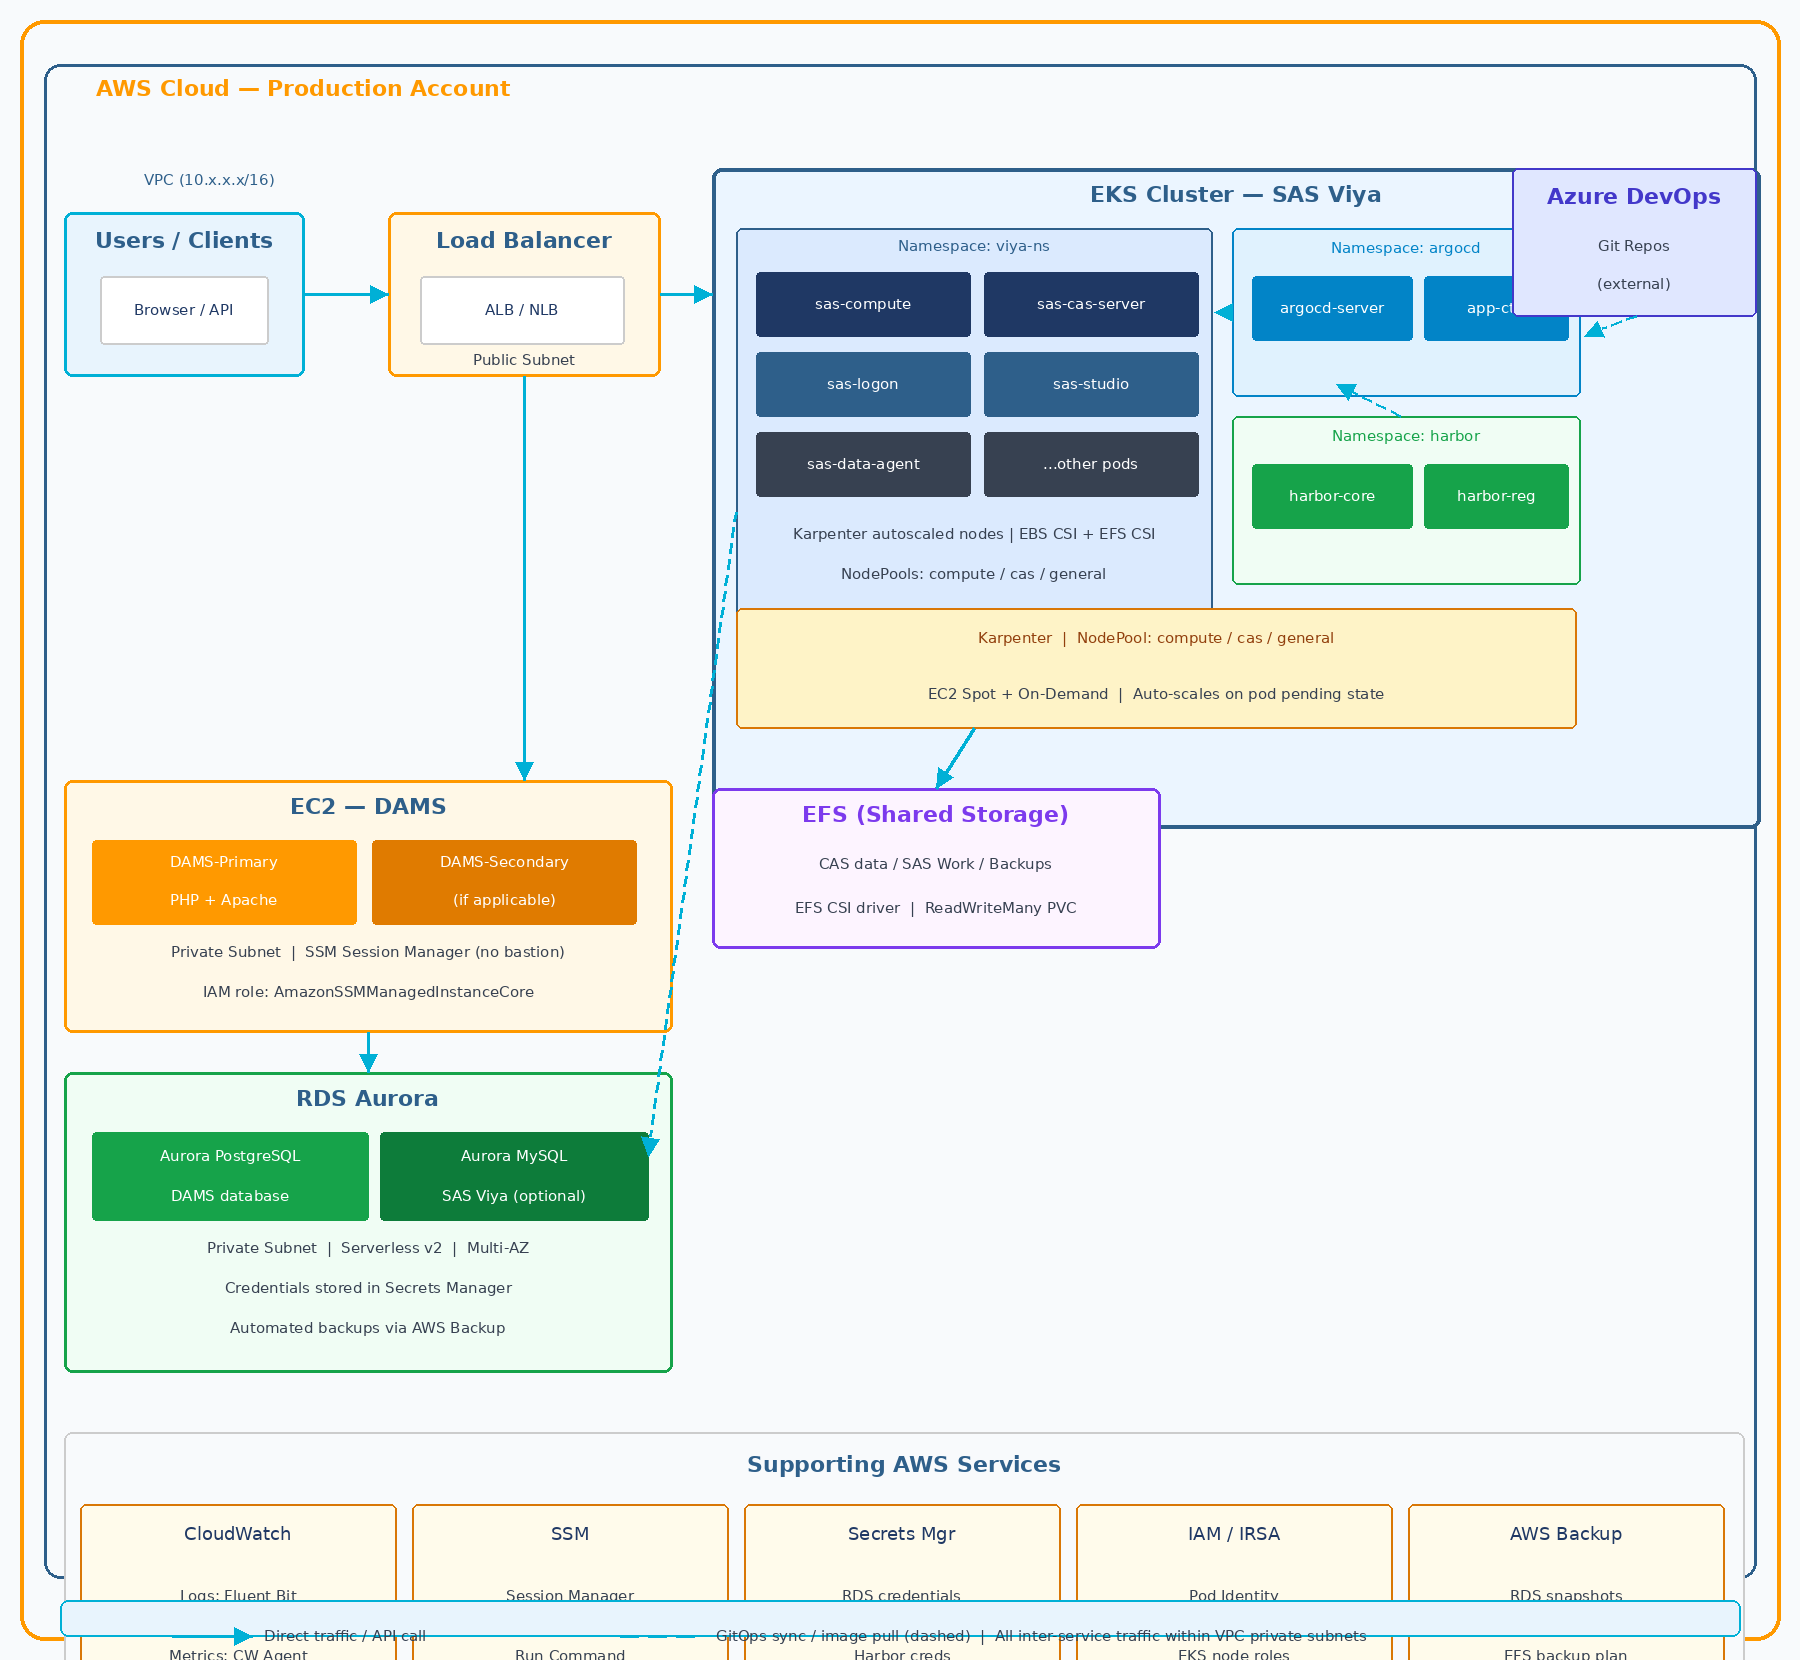 AWS Cloud — Production Account
VPC (10.x.x.x/16)
Users / Clients
Browser / API
Load Balancer
ALB / NLB
Public Subnet
EKS Cluster — SAS Viya
Namespace: viya-ns
sas-compute
sas-cas-server
sas-logon
sas-studio
sas-data-agent
...other pods
Karpenter autoscaled nodes | EBS CSI + EFS CSI
NodePools: compute / cas / general
Namespace: argocd
argocd-server
Azure DevOps
Git Repos
(external)
Namespace: harbor
harbor-core
harbor-reg
Karpenter | NodePool: compute / cas / general
EC2 Spot + On-Demand | Auto-scales on pod pending state
EC2 — DAMS
DAMS-Primary
PHP + Apache
DAMS-Secondary
(if applicable)
Private Subnet | SSM Session Manager (no bastion)
IAM role: AmazonSSMManagedInstanceCore
EFS (Shared Storage)
CAS data / SAS Work / Backups
EFS CSI driver | ReadWriteMany PVC
RDS Aurora
Aurora PostgreSQL
DAMS database
Aurora MySQL
SAS Viya (optional)
Private Subnet | Serverless v2 | Multi-AZ
Credentials stored in Secrets Manager
Automated backups via AWS Backup
Supporting AWS Services
CloudWatch
SSM
Secrets Mgr
IAM / IRSA
AWS Backup
Logs: Fluent Bit
Session Manager
RDS credentials
Pod Identity
RDS snapshots
Direct traffic / API call
GitOps sync / image pull (dashed) | All inter-service traffic within VPC private subnets
Metrics: CW Agent
Run Command
Harbor creds
EKS node roles
EFS backup plan